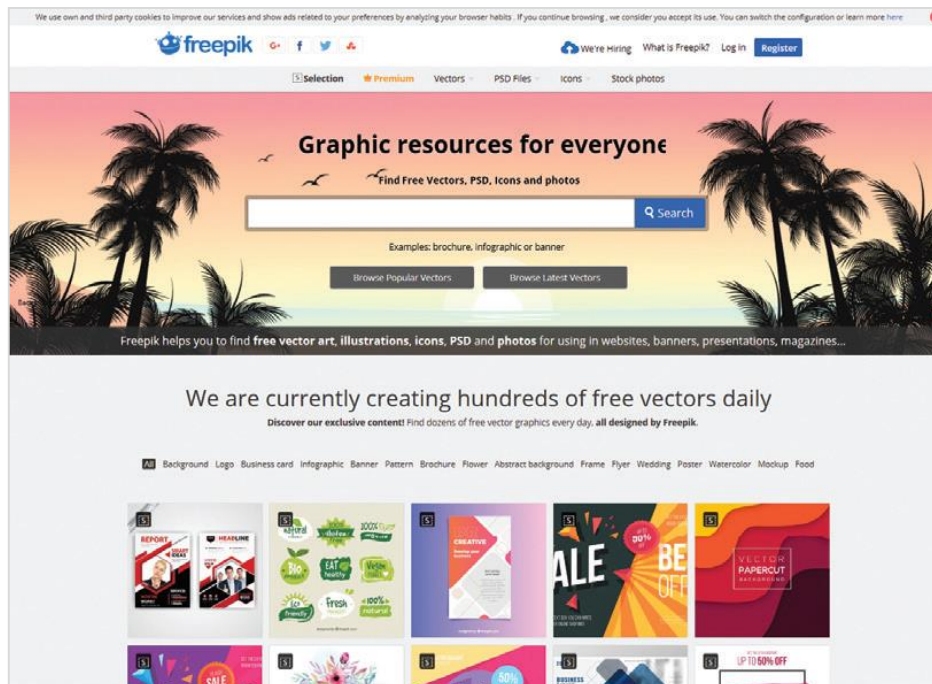 We use own and third party cookies to improve our services and show ads related to your preferences by analyzing your browser habits . If you continue browsing , we consider you accept its use. You can switch the configuration or learn more here
freepik G+ f We're Hiring What is Freepik? Log in Register
S Selection Premium Vectors PSD Files Icons Stock photos
Graphic resources for everyone
Find Free Vectors, PSD, Icons and photos
Search
Examples: brochure, infographic or banner
Browse Popular Vectors Browse Latest Vectors
Freepik helps you to find free vector art, illustrations, icons, PSD and photos for using in websites, banners, presentations, magazines...
We are currently creating hundreds of free vectors daily
Discover our exclusive content! Find dozens of free vector graphics every day. all designed by Freepik.
All Background Logo Business card Infographic Banner Pattern Brochure Flower Abstract background Frame Flyer Wedding Poster Watercolor Mockup Food
S S S S S
REPORT HEADLINE
SMART IDEAS
natural 100%
Bio EAT healthy Vegan
Eco friendly Fresh 100% natural
CREATIVE
ALE BE
OFF
VECTOR
PAPERCUT
BACKGROUND
S S S S S
SALE
50%
BUSINESS
UP TO 50% OFF